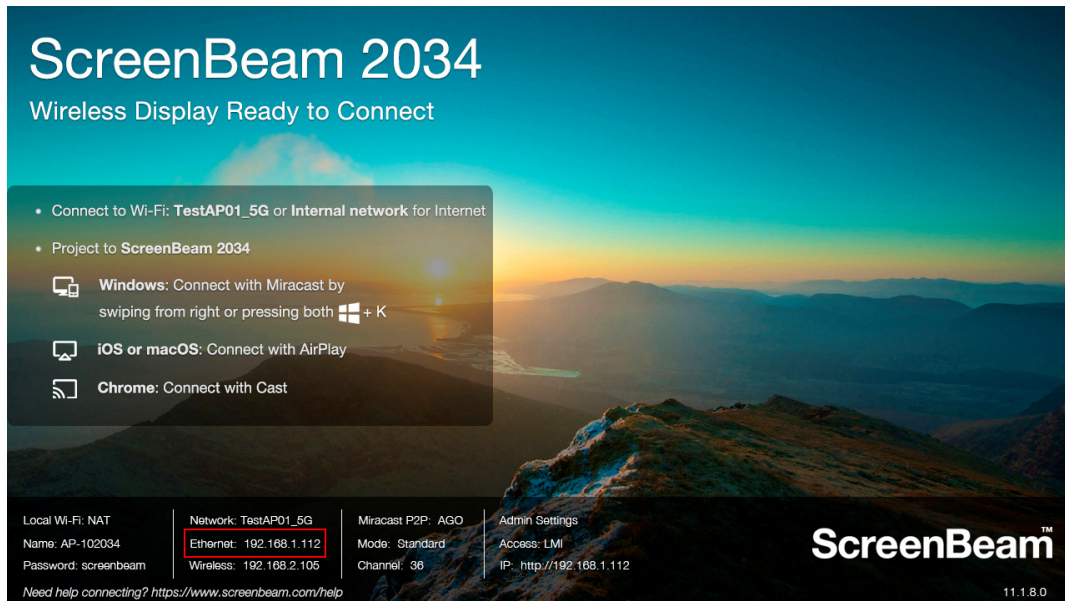 ScreenBeam 2034
Wireless Display Ready to Connect
• Connect to Wi-Fi: TestAP01_5G or Internal network for Internet
• Project to ScreenBeam 2034
Windows: Connect with Miracast by
swiping from right or pressing both + K
iOS or macOS: Connect with AirPlay
Chrome: Connect with Cast
Local Wi-Fi: NAT
Name: AP-102034
Password: screenbeam
Network: TestAP01_5G
Ethernet: 192.168.1.112
Wireless: 192.168.2.105
Miracast P2P: AGO
Mode: Standard
Channel: 36
Admin Settings
Access: LMI
IP: http://192.168.1.112
ScreenBeam™
Need help connecting? https://www.screenbeam.com/help
11.1.8.0